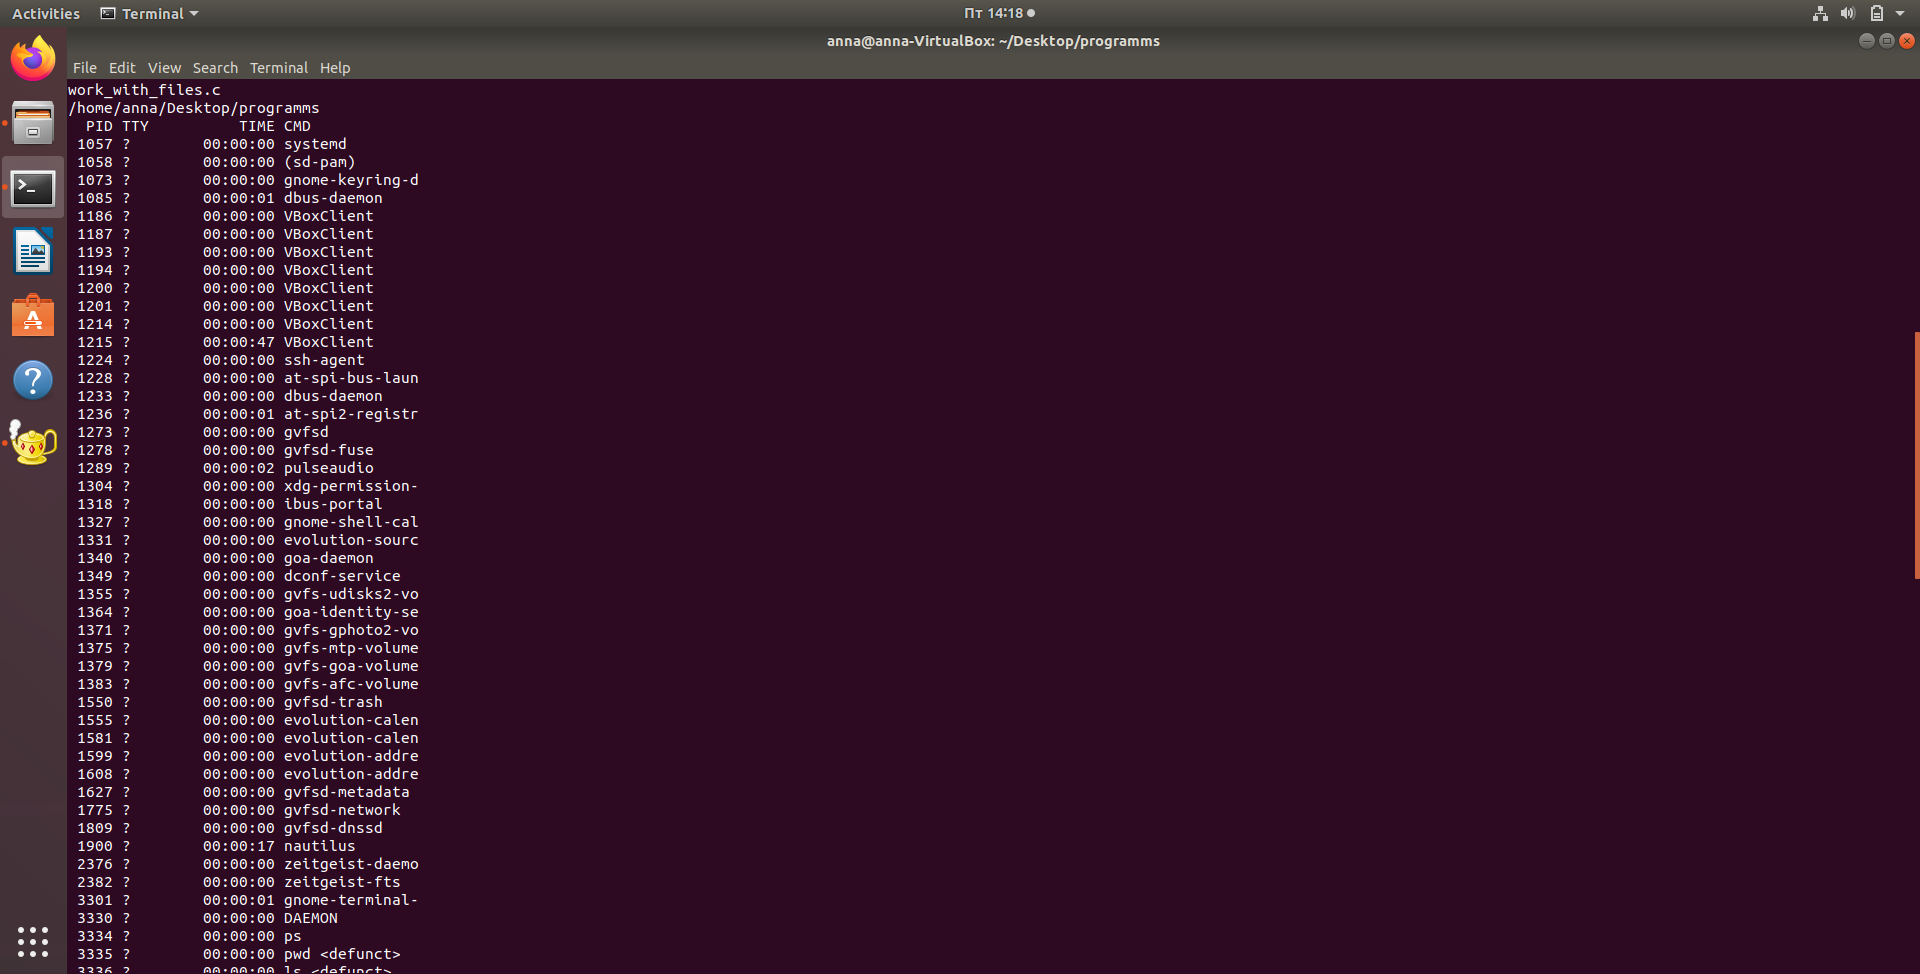 Activities Terminal Пт 14:18
anna@anna-VirtualBox: ~/Desktop/programms
File Edit View Search Terminal Help
work_with_files.c
/home/anna/Desktop/programms
PID TTY TIME CMD
1057 ? 00:00:00 systemd
1058 ? 00:00:00 (sd-pam)
1073 ? 00:00:00 gnome-keyring-d
1085 ? 00:00:01 dbus-daemon
1186 ? 00:00:00 VBoxClient
1187 ? 00:00:00 VBoxClient
1193 ? 00:00:00 VBoxClient
1194 ? 00:00:00 VBoxClient
1200 ? 00:00:00 VBoxClient
1201 ? 00:00:00 VBoxClient
1214 ? 00:00:00 VBoxClient
1215 ? 00:00:47 VBoxClient
1224 ? 00:00:00 ssh-agent
1228 ? 00:00:00 at-spi-bus-laun
1233 ? 00:00:00 dbus-daemon
1236 ? 00:00:01 at-spi2-registr
1273 ? 00:00:00 gvfsd
1278 ? 00:00:00 gvfsd-fuse
1289 ? 00:00:02 pulseaudio
1304 ? 00:00:00 xdg-permission-
1318 ? 00:00:00 ibus-portal
1327 ? 00:00:00 gnome-shell-cal
1331 ? 00:00:00 evolution-sourc
1340 ? 00:00:00 goa-daemon
1349 ? 00:00:00 dconf-service
1355 ? 00:00:00 gvfs-udisks2-vo
1364 ? 00:00:00 goa-identity-se
1371 ? 00:00:00 gvfs-gphoto2-vo
1375 ? 00:00:00 gvfs-mtp-volume
1379 ? 00:00:00 gvfs-goa-volume
1383 ? 00:00:00 gvfs-afc-volume
1550 ? 00:00:00 gvfsd-trash
1555 ? 00:00:00 evolution-calen
1581 ? 00:00:00 evolution-calen
1599 ? 00:00:00 evolution-addre
1608 ? 00:00:00 evolution-addre
1627 ? 00:00:00 gvfsd-metadata
1775 ? 00:00:00 gvfsd-network
1809 ? 00:00:00 gvfsd-dnssd
1900 ? 00:00:17 nautilus
2376 ? 00:00:00 zeitgeist-daemo
2382 ? 00:00:00 zeitgeist-fts
3301 ? 00:00:01 gnome-terminal-
3330 ? 00:00:00 DAEMON
3334 ? 00:00:00 ps
3335 ? 00:00:00 pwd <defunct>
3336 ? 00:00:00 ls <defunct>